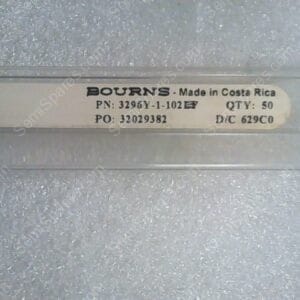 BOURNS - Made in Costa Rica
PN: 3296Y-1-102 QTY: 50
PO: 32029382 D/C 629C0